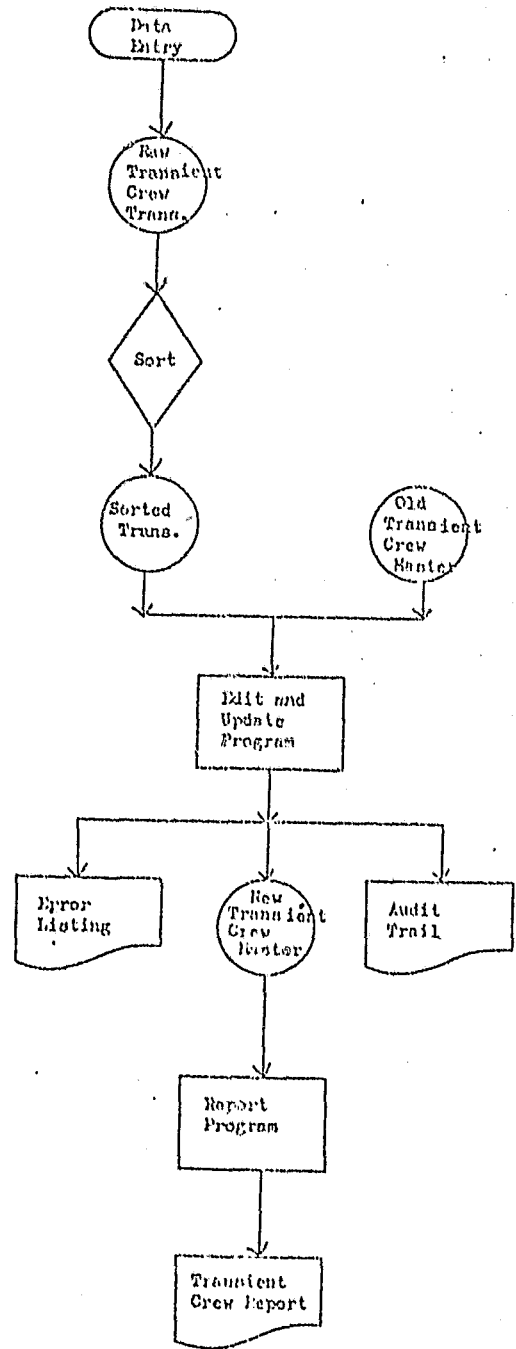 Data
Entry
Raw
Transient
Crew
Trans.
Sort
Sorted
Trans.
Old
Transient
Crew
Master
Edit and
Update
Program
Error
Listing
New
Transient
Crew
Master
Audit
Trail
Report
Program
Transient
Crew Report